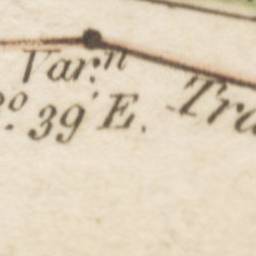 Var.ⁿ
º. 39' E. Tra